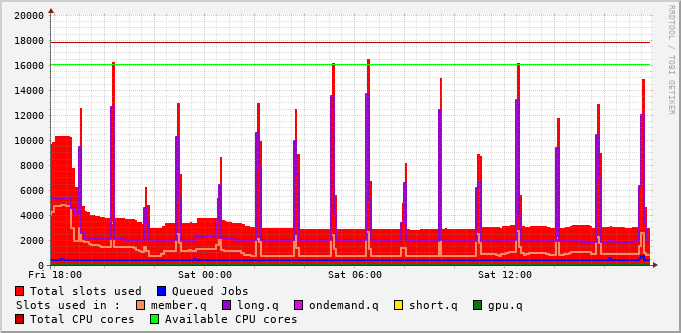 20000
18000
16000
14000
12000
10000
8000
6000
4000
2000
0
Fri 18:00 Sat 00:00 Sat 06:00 Sat 12:00
RRDTOOL / TOBI OETIKER
Total slots used Queued Jobs
Slots used in : member.q long.q ondemand.q short.q gpu.q
Total CPU cores Available CPU cores